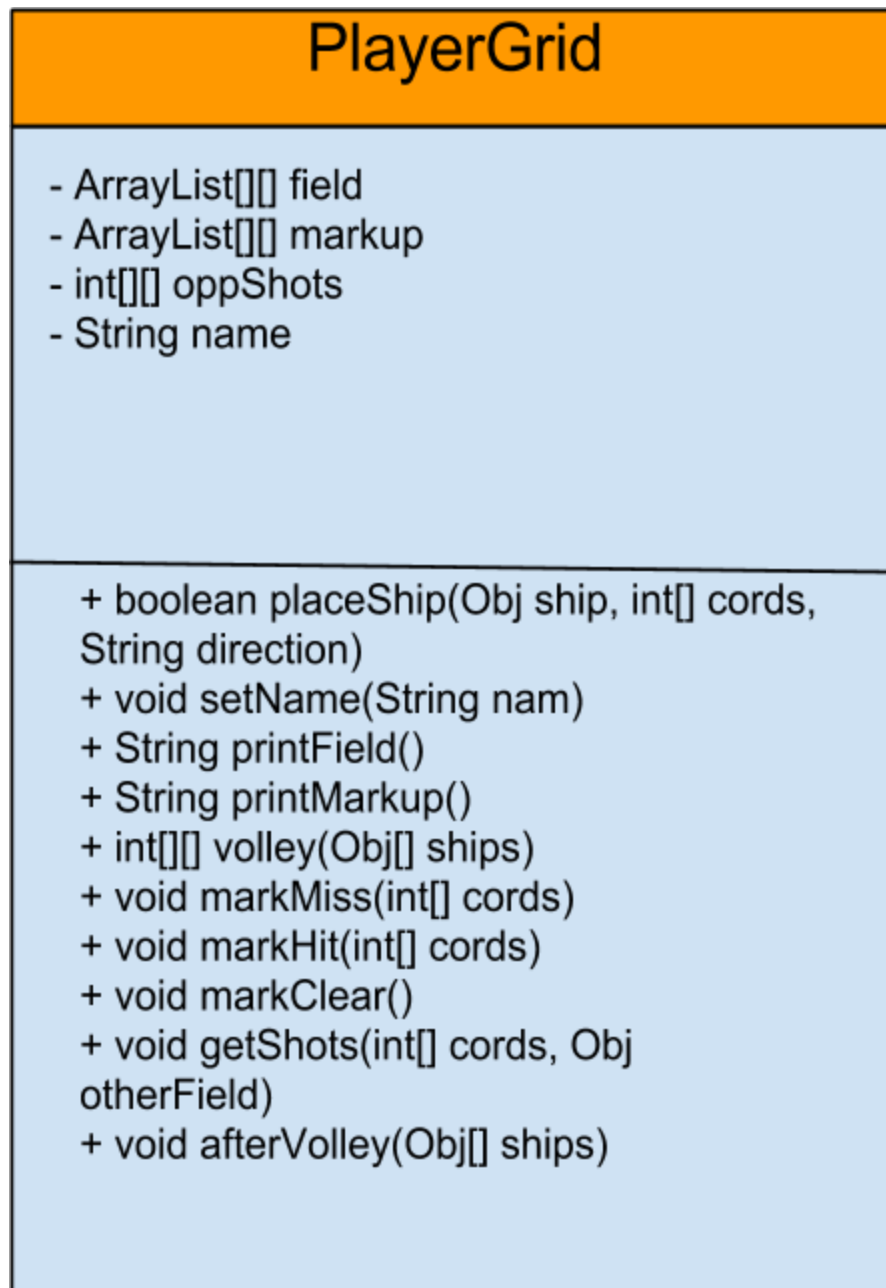 PlayerGrid
- ArrayList[][] field
- ArrayList[][] markup
- int[][] oppShots
- String name
+ boolean placeShip(Obj ship, int[] cords,
String direction)
+ void setName(String nam)
+ String printField()
+ String printMarkup()
+ int[][] volley(Obj[] ships)
+ void markMiss(int[] cords)
+ void markHit(int[] cords)
+ void markClear()
+ void getShots(int[] cords, Obj
otherField)
+ void afterVolley(Obj[] ships)